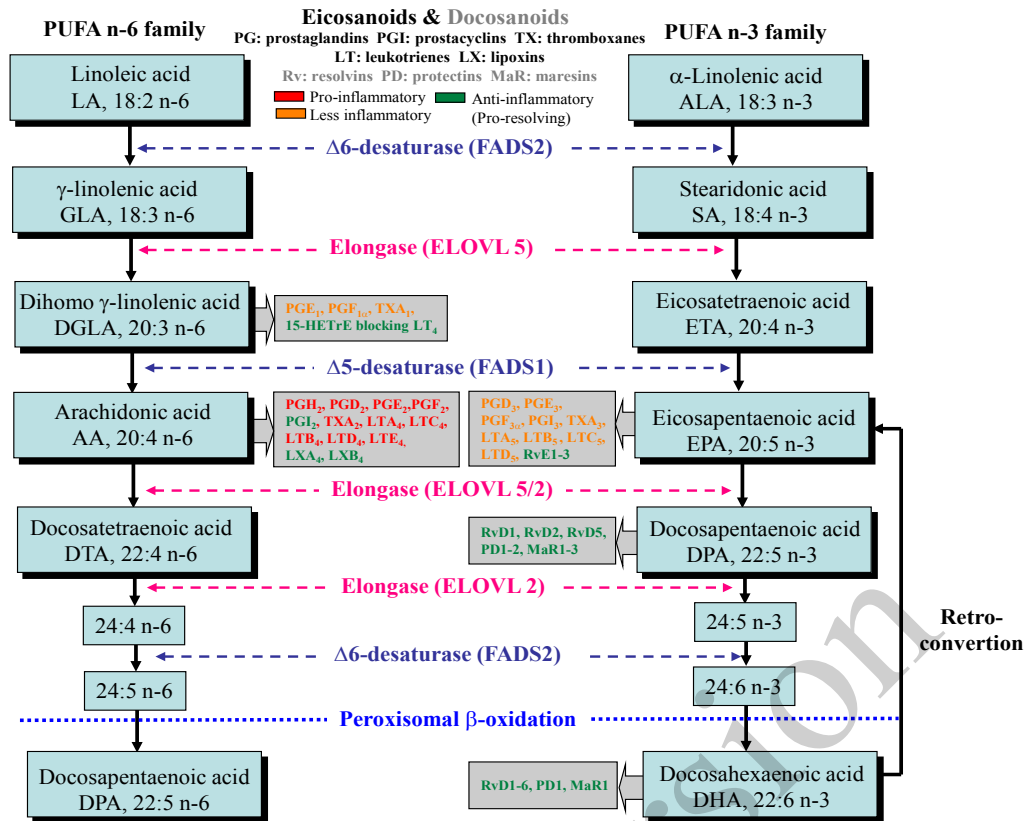 PUFA n-6 family
Eicosanoids & Docosanoids
PG: prostaglandins PGI: prostacyclins TX: thromboxanes
LT: leukotrienes LX: lipoxins
Rv: resolvins PD: protectins MaR: maresins
Pro-inflammatory
Anti-inflammatory
Less inflammatory
(Pro-resolving)
PUFA n-3 family
Linoleic acid
LA, 18:2 n-6
α-Linolenic acid
ALA, 18:3 n-3
Δ6-desaturase (FADS2)
γ-linolenic acid
GLA, 18:3 n-6
Stearidonic acid
SA, 18:4 n-3
Elongase (ELOVL 5)
Dihomo γ-linolenic acid
DGLA, 20:3 n-6
PGE1, PGF1α, TXA1,
15-HETrE blocking LT4
Eicosatetraenoic acid
ETA, 20:4 n-3
Δ5-desaturase (FADS1)
Arachidonic acid
AA, 20:4 n-6
PGH2, PGD2, PGE2,PGF2,
PGI2, TXA2, LTA4, LTC4,
LTB4, LTD4, LTE4,
LXA4, LXB4
PGD3, PGE3,
PGF3α, PGI3, TXA3,
LTA5, LTB5, LTC5,
LTD5, RvE1-3
Eicosapentaenoic acid
EPA, 20:5 n-3
Elongase (ELOVL 5/2)
Docosatetraenoic acid
DTA, 22:4 n-6
RvD1, RvD2, RvD5,
PD1-2, MaR1-3
Docosapentaenoic acid
DPA, 22:5 n-3
Elongase (ELOVL 2)
24:4 n-6
24:5 n-3
Retro-
convertion
Δ6-desaturase (FADS2)
24:5 n-6
24:6 n-3
Peroxisomal β-oxidation
Docosapentaenoic acid
DPA, 22:5 n-6
RvD1-6, PD1, MaR1
Docosahexaenoic acid
DHA, 22:6 n-3